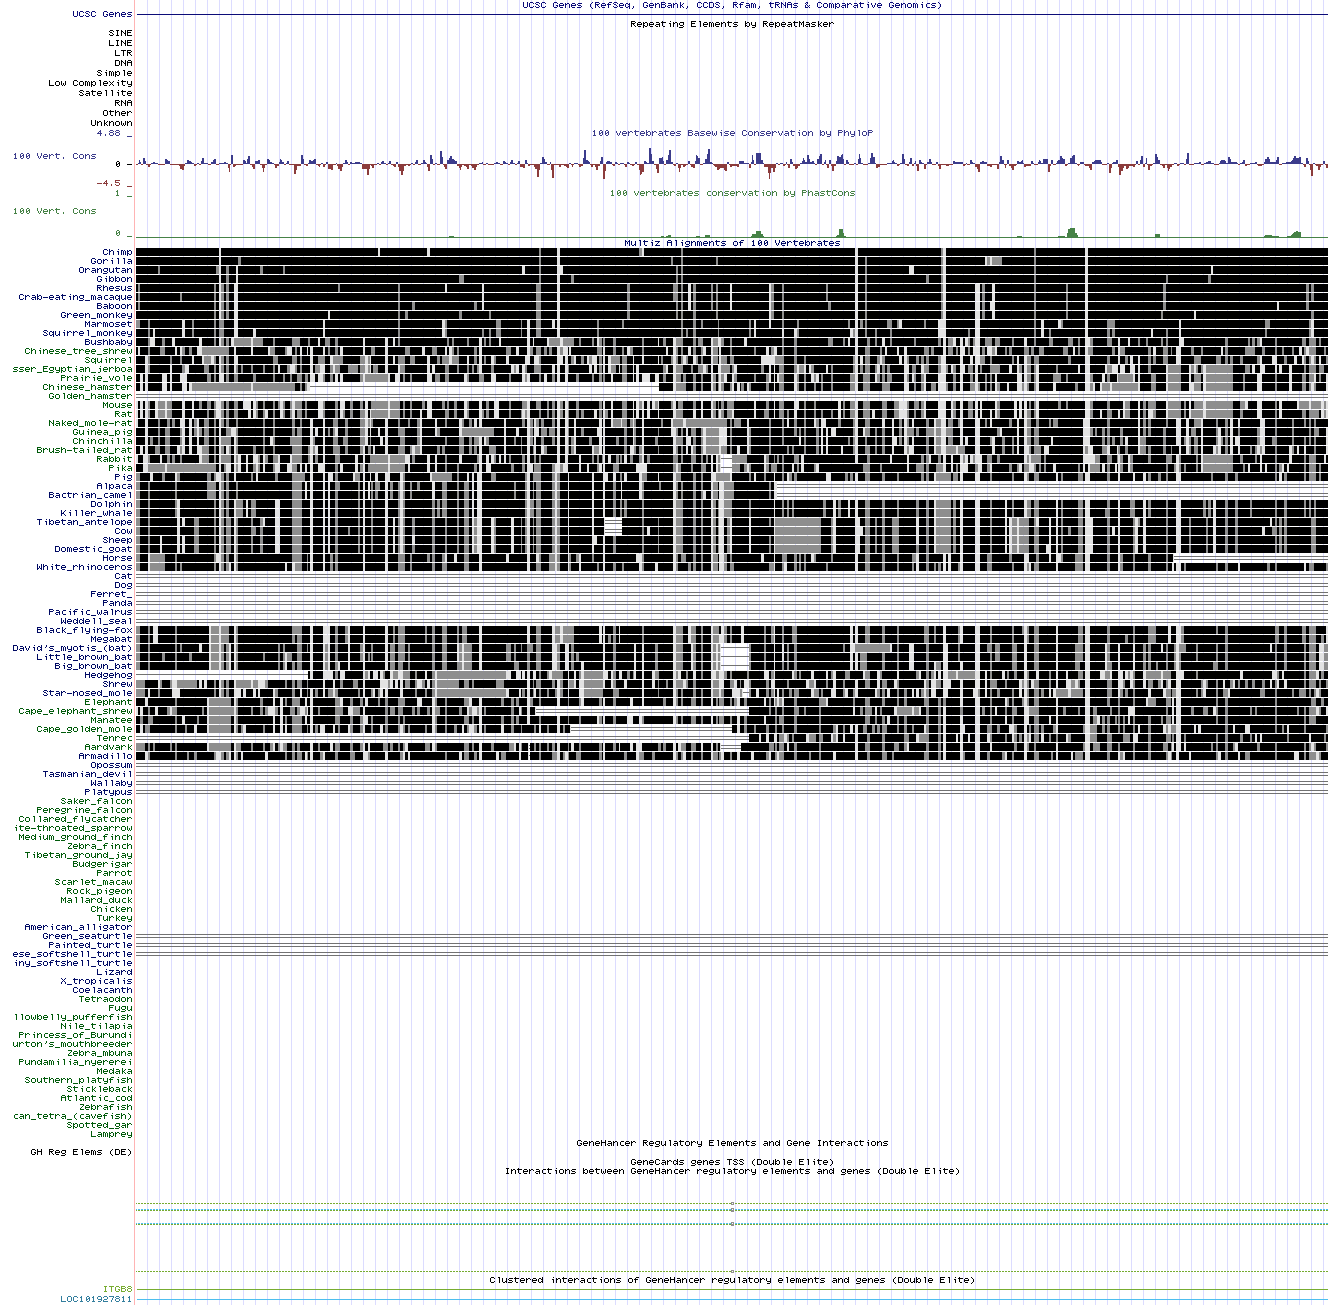 UCSC Genes (RefSeq, GenBank, CCDS, Rfam, tRNAs & Comparative Genomics)
UCSC Genes
Repeating Elements by RepeatMasker
SINE
LINE
LTR
DNA
Simple
Low Complexity
Satellite
RNA
Other
Unknown
4.88 _
100 vertebrates Basewise Conservation by PhyloP
100 Vert. Cons
0 _
-4.5 _
1 _
100 vertebrates conservation by PhastCons
100 Vert. Cons
0 _
Multiz Alignments of 100 Vertebrates
Chimp
Gorilla
Orangutan
Gibbon
Rhesus
Crab-eating_macaque
Baboon
Green_monkey
Marmoset
Squirrel_monkey
Bushbaby
Chinese_tree_shrew
Squirrel
sser_Egyptian_jerboa
Prairie_vole
Chinese_hamster
Golden_hamster
Mouse
Rat
Naked_mole-rat
Guinea_pig
Chinchilla
Brush-tailed_rat
Rabbit
Pika
Pig
Alpaca
Bactrian_camel
Dolphin
Killer_whale
Tibetan_antelope
Cow
Sheep
Domestic_goat
Horse
White_rhinoceros
Cat
Dog
Ferret_
Panda
Pacific_walrus
Weddell_seal
Black_flying-fox
Megabat
David's_myotis_(bat)
Little_brown_bat
Big_brown_bat
Hedgehog
Shrew
Star-nosed_mole
Elephant
Cape_elephant_shrew
Manatee
Cape_golden_mole
Tenrec
Aardvark
Armadillo
Opossum
Tasmanian_devil
Wallaby
Platypus
Saker_falcon
Peregrine_falcon
Collared_flycatcher
ite-throated_sparrow
Medium_ground_finch
Zebra_finch
Tibetan_ground_jay
Budgerigar
Parrot
Scarlet_macaw
Rock_pigeon
Mallard_duck
Chicken
Turkey
American_alligator
Green_seaturtle
Painted_turtle
ese_softshell_turtle
iny_softshell_turtle
Lizard
X_tropicalis
Coelacanth
Tetraodon
Fugu
llowbelly_pufferfish
Nile_tilapia
Princess_of_Burundi
urton's_mouthbreeder
Zebra_mbuna
Pundamilia_nyererei
Medaka
Southern_platyfish
Stickleback
Atlantic_cod
Zebrafish
can_tetra_(cavefish)
Spotted_gar
Lamprey
GeneHancer Regulatory Elements and Gene Interactions
GH Reg Elems (DE)
GeneCards genes TSS (Double Elite)
Interactions between GeneHancer regulatory elements and genes (Double Elite)
Clustered interactions of GeneHancer regulatory elements and genes (Double Elite)
ITGB8
LOC101927811